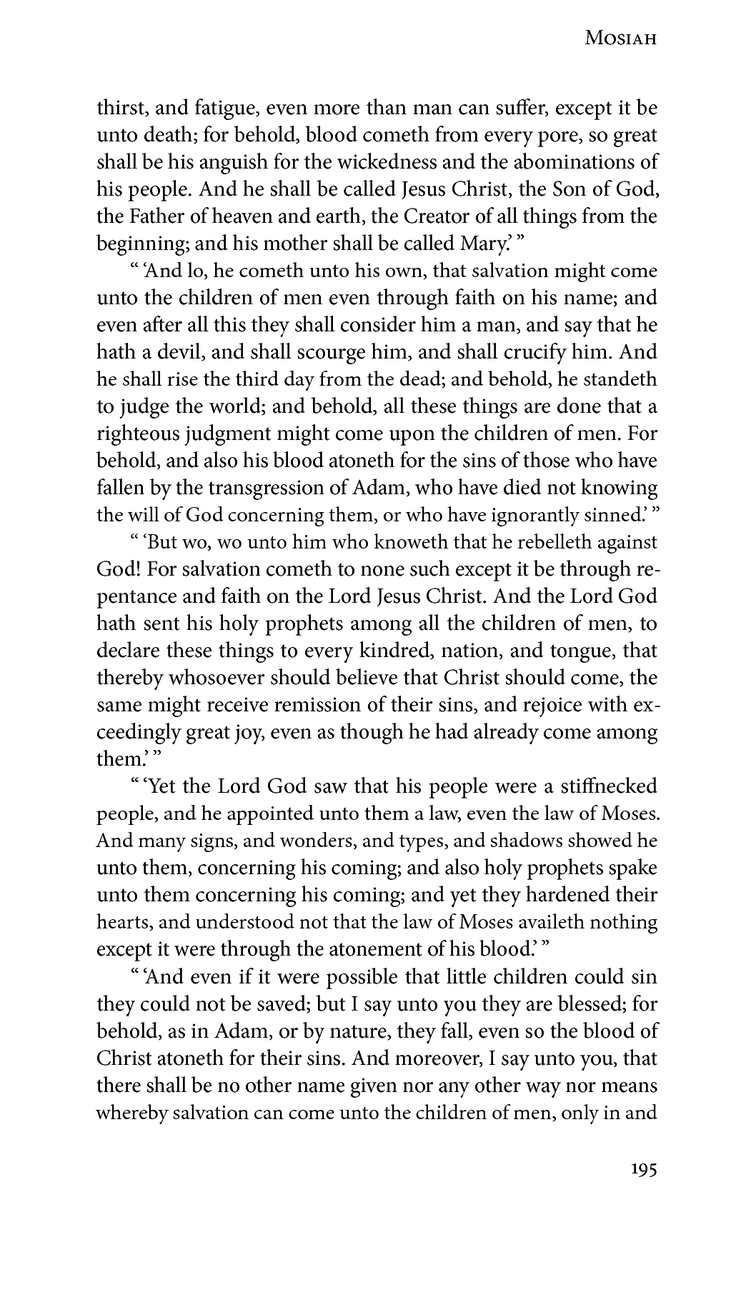 Mosiah
thirst, and fatigue, even more than man can suffer, except it be
unto death; for behold, blood cometh from every pore, so great
shall be his anguish for the wickedness and the abominations of
his people. And he shall be called Jesus Christ, the Son of God,
the Father of heaven and earth, the Creator of all things from the
beginning; and his mother shall be called Mary.’ ”
“ ‘And lo, he cometh unto his own, that salvation might come
unto the children of men even through faith on his name; and
even after all this they shall consider him a man, and say that he
hath a devil, and shall scourge him, and shall crucify him. And
he shall rise the third day from the dead; and behold, he standeth
to judge the world; and behold, all these things are done that a
righteous judgment might come upon the children of men. For
behold, and also his blood atoneth for the sins of those who have
fallen by the transgression of Adam, who have died not knowing
the will of God concerning them, or who have ignorantly sinned.’ ”
“ ‘But wo, wo unto him who knoweth that he rebelleth against
God! For salvation cometh to none such except it be through re-
pentance and faith on the Lord Jesus Christ. And the Lord God
hath sent his holy prophets among all the children of men, to
declare these things to every kindred, nation, and tongue, that
thereby whosoever should believe that Christ should come, the
same might receive remission of their sins, and rejoice with ex-
ceedingly great joy, even as though he had already come among
them.’ ”
“ ‘Yet the Lord God saw that his people were a stiffnecked
people, and he appointed unto them a law, even the law of Moses.
And many signs, and wonders, and types, and shadows showed he
unto them, concerning his coming; and also holy prophets spake
unto them concerning his coming; and yet they hardened their
hearts, and understood not that the law of Moses availeth nothing
except it were through the atonement of his blood.’ ”
“ ‘And even if it were possible that little children could sin
they could not be saved; but I say unto you they are blessed; for
behold, as in Adam, or by nature, they fall, even so the blood of
Christ atoneth for their sins. And moreover, I say unto you, that
there shall be no other name given nor any other way nor means
whereby salvation can come unto the children of men, only in and
195